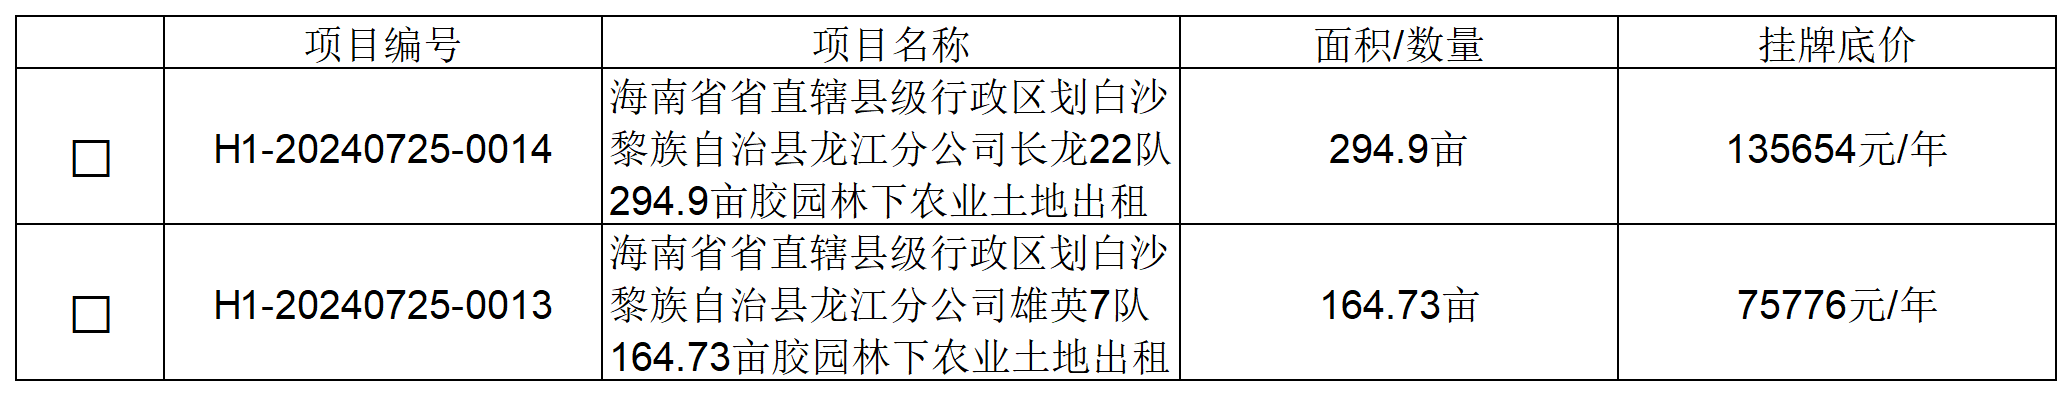 项目编号 项目名称 面积/数量 挂牌底价
□ H1-20240725-0014 海南省省直辖县级行政区划白沙
黎族自治县龙江分公司长龙22队
294.9亩胶园林下农业土地出租 294.9亩 135654元/年
□ H1-20240725-0013 海南省省直辖县级行政区划白沙
黎族自治县龙江分公司雄英7队
164.73亩胶园林下农业土地出租 164.73亩 75776元/年